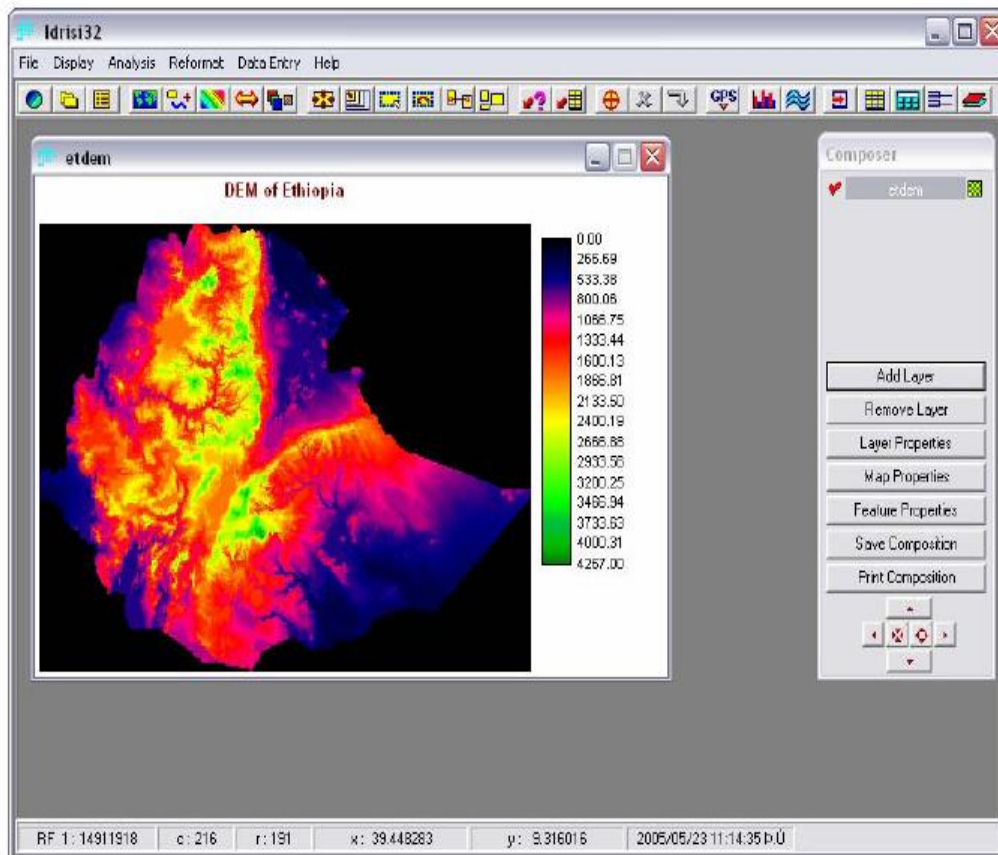 Idrisi32
File Display Analysis Reformat Data Entry Help
GPS
etdem
DEM of Ethiopia
0.00
266.69
533.38
800.06
1066.75
1333.44
1600.13
1866.81
2133.50
2400.19
2666.88
2933.56
3200.25
3466.94
3733.63
4000.31
4267.00
Composer
etdem
Add Layer
Remove Layer
Layer Properties
Map Properties
Feature Properties
Save Composition
Print Composition
RF 1 : 14911918 c : 216 r : 191 x : 39.448283 y : 9.316016 2005/05/23 11:14:35 Þ.Ù